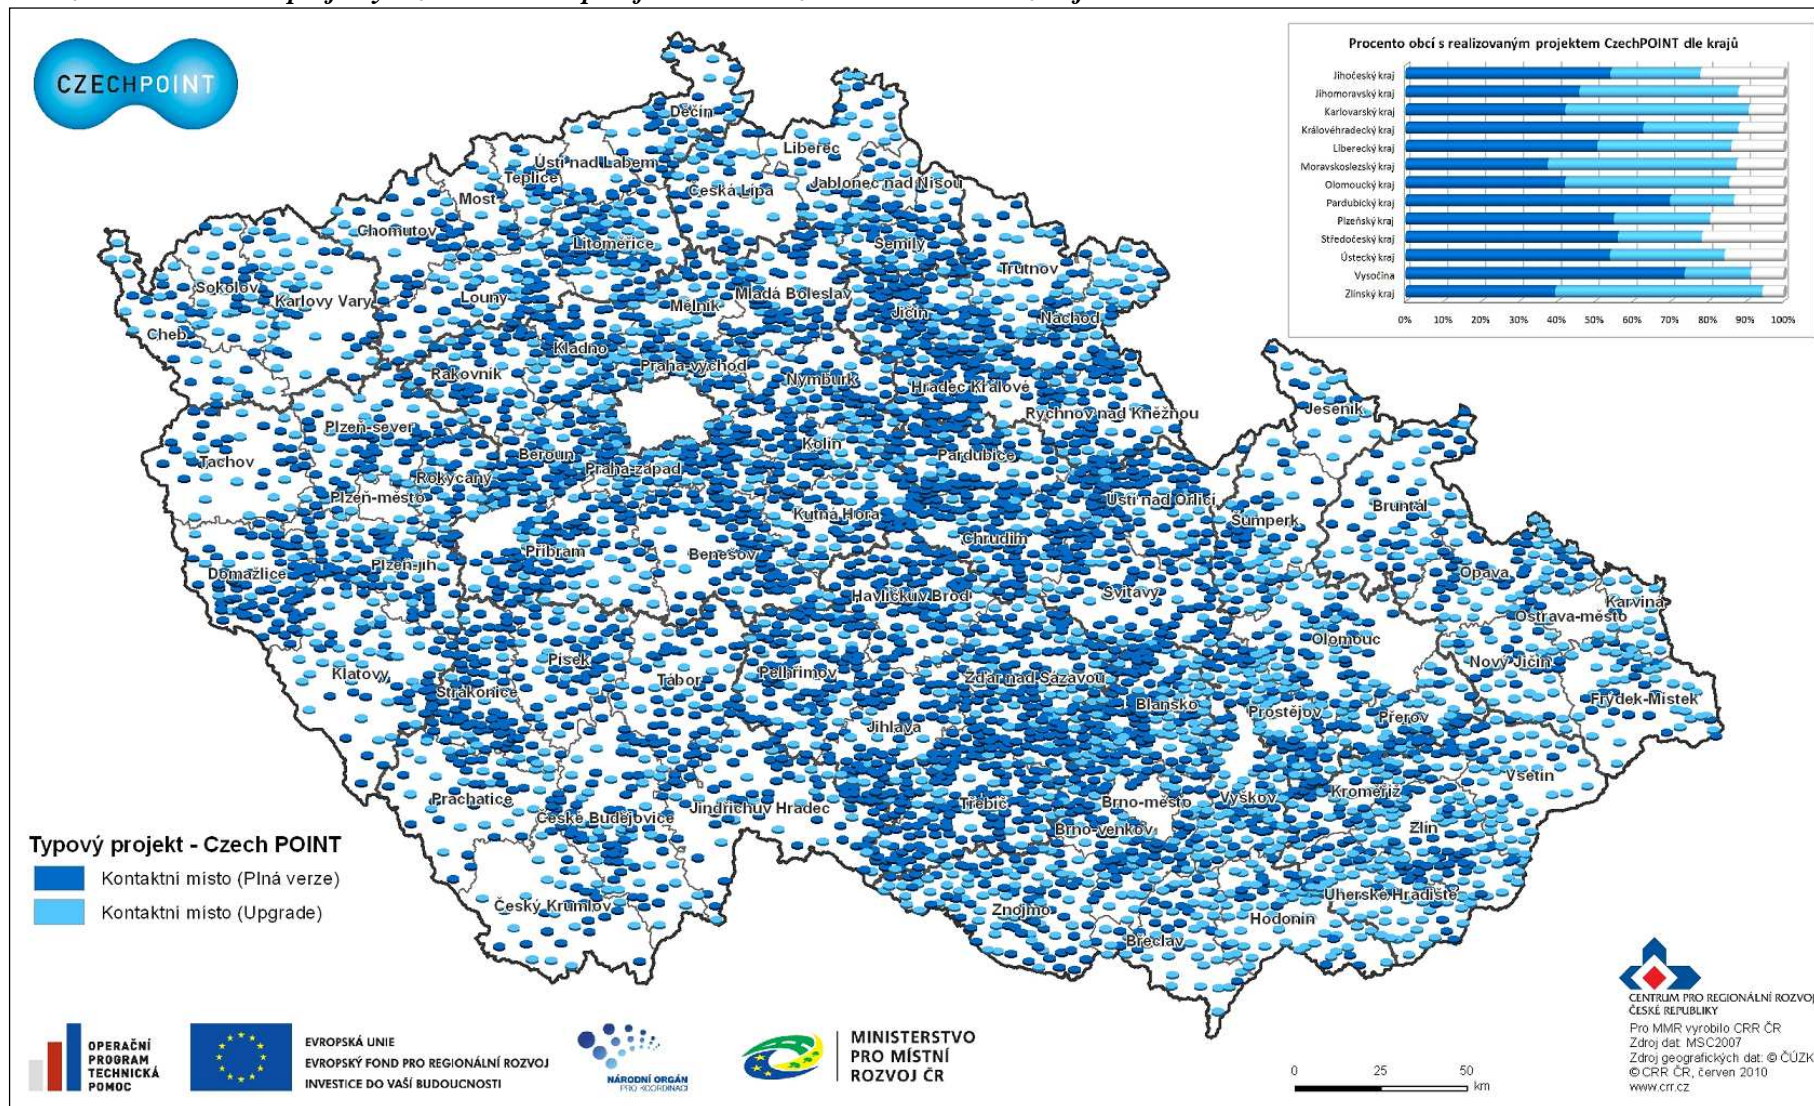 CZECHPOINT
Procento obcí s realizovaným projektem CzechPOINT dle krajů
Jihočeský kraj
Jihomoravský kraj
Karlovarský kraj
Královéhradecký kraj
Liberecký kraj
Moravskoslezský kraj
Olomoucký kraj
Pardubický kraj
Plzeňský kraj
Středočeský kraj
Ústecký kraj
Vysočina
Zlínský kraj
0% 10% 20% 30% 40% 50% 60% 70% 80% 90% 100%
Děčín
Liberec
Ústí nad Labem
Teplice
Česká Lípa
Jablonec nad Nisou
Most
Chomutov
Litoměřice
Semily
Trutnov
Sokolov
Karlovy Vary
Louny
Mělník
Mladá Boleslav
Jičín
Náchod
Cheb
Kladno
Praha-východ
Rakovník
Nymburk
Hradec Králové
Rychnov nad Kněžnou
Jeseník
Plzeň-sever
Tachov
Beroun
Praha-západ
Kolín
Pardubice
Rokycany
Plzeň-město
Kutná Hora
Ústí nad Orlicí
Šumperk
Bruntál
Chrudim
Příbram
Benešov
Plzeň-jih
Domažlice
Havlíčkův Brod
Svitavy
Opava
Karviná
Ostrava-město
Olomouc
Nový Jičín
Klatovy
Písek
Strakonice
Tábor
Pelhřimov
Žďár nad Sázavou
Blansko
Prostějov
Přerov
Frýdek-Místek
Jihlava
Vsetín
Prachatice
České Budějovice
Jindřichův Hradec
Třebíč
Brno-město
Vyškov
Kroměříž
Brno-venkov
Zlín
Český Krumlov
Znojmo
Uherské Hradiště
Hodonín
Břeclav
Typový projekt - Czech POINT
Kontaktní místo (Plná verze)
Kontaktní místo (Upgrade)
OPERAČNÍ
PROGRAM
TECHNICKÁ
POMOC
EVROPSKÁ UNIE
EVROPSKÝ FOND PRO REGIONÁLNÍ ROZVOJ
INVESTICE DO VAŠÍ BUDOUCNOSTI
NÁRODNÍ ORGÁN
PRO KOORDINACI
MINISTERSTVO
PRO MÍSTNÍ
ROZVOJ ČR
0 25 50
km
CENTRUM PRO REGIONÁLNÍ ROZVOJ
ČESKÉ REPUBLIKY
Pro MMR vyrobilo CRR ČR
Zdroj dat: MSC2007
Zdroj geografických dat: © ČÚZK
© CRR ČR, červen 2010
www.crr.cz